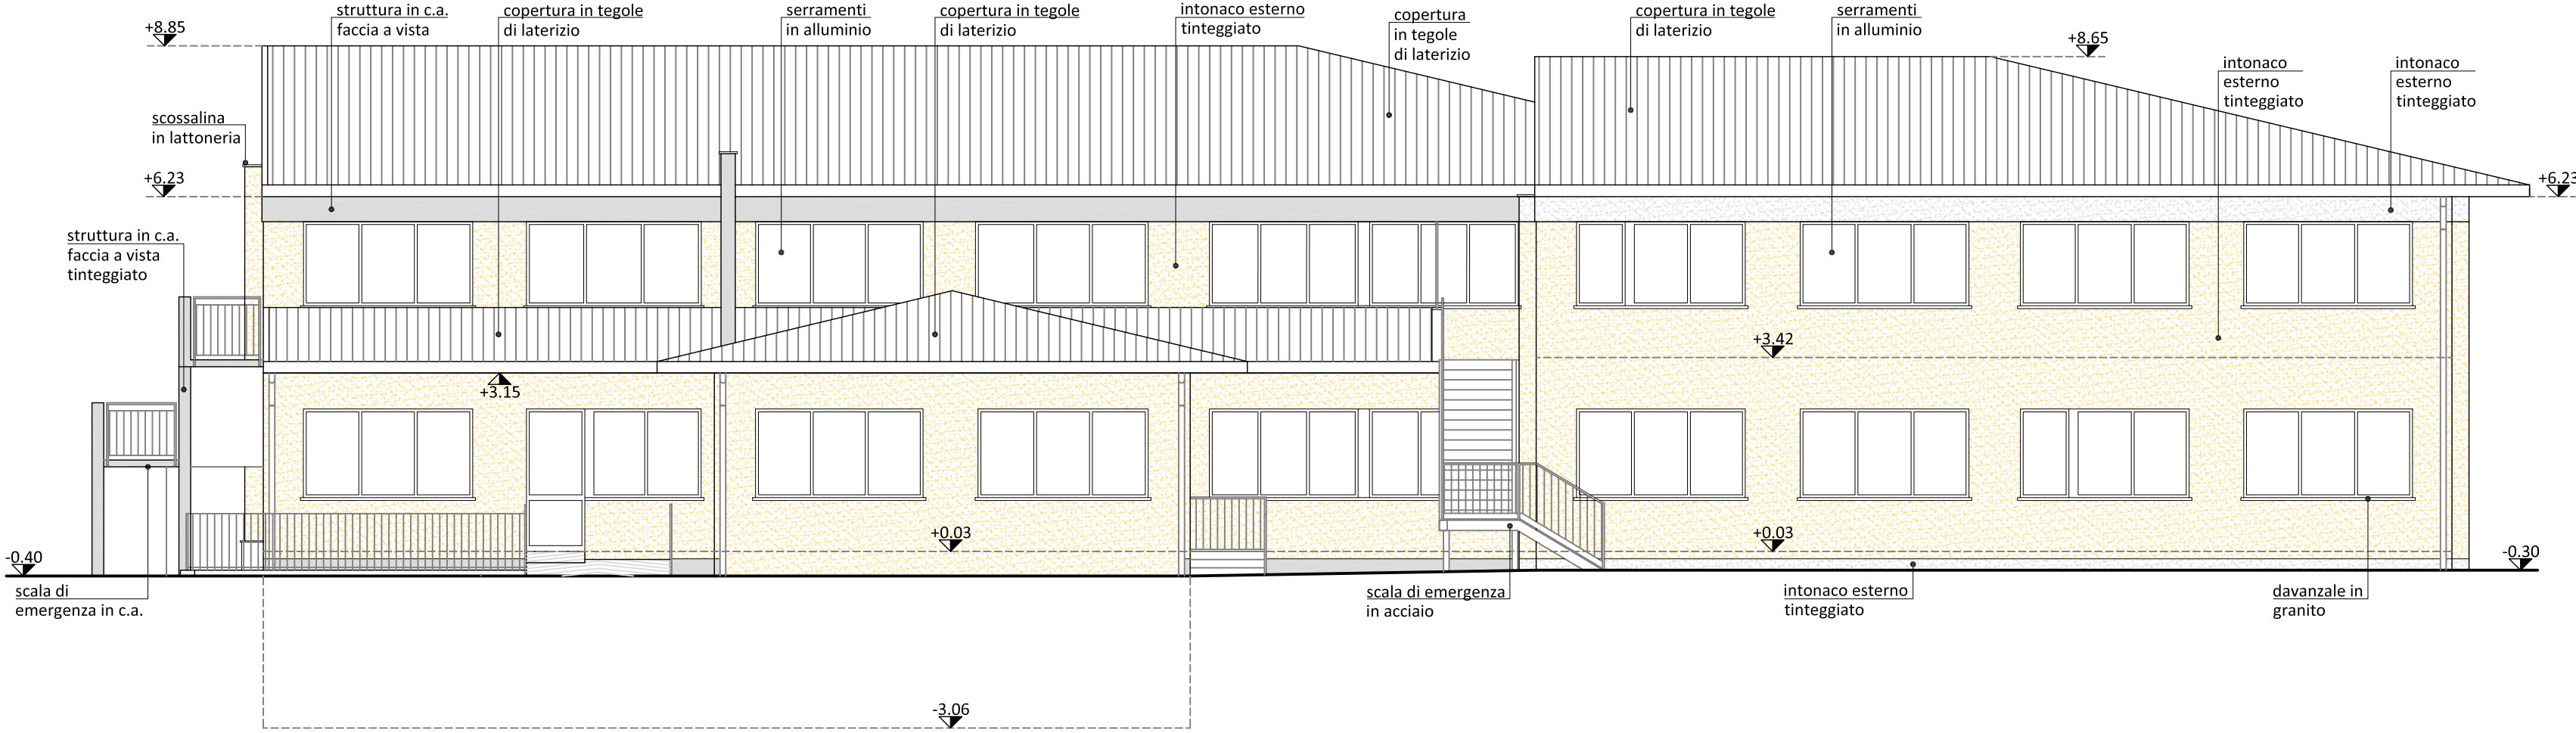 struttura in c.a.
faccia a vista
copertura in tegole
di laterizio
serramenti
in alluminio
copertura in tegole
di laterizio
intonaco esterno
tinteggiato
copertura
in tegole
di laterizio
copertura in tegole
di laterizio
serramenti
in alluminio
+8.85
+8.65
intonaco
esterno
tinteggiato
intonaco
esterno
tinteggiato
scossalina
in lattoneria
+6.23
+6.23
struttura in c.a.
faccia a vista
tinteggiato
+3.42
+3.15
+0.03
+0.03
-0.40
-0.30
scala di
emergenza in c.a.
scala di emergenza
in acciaio
intonaco esterno
tinteggiato
davanzale in
granito
-3.06